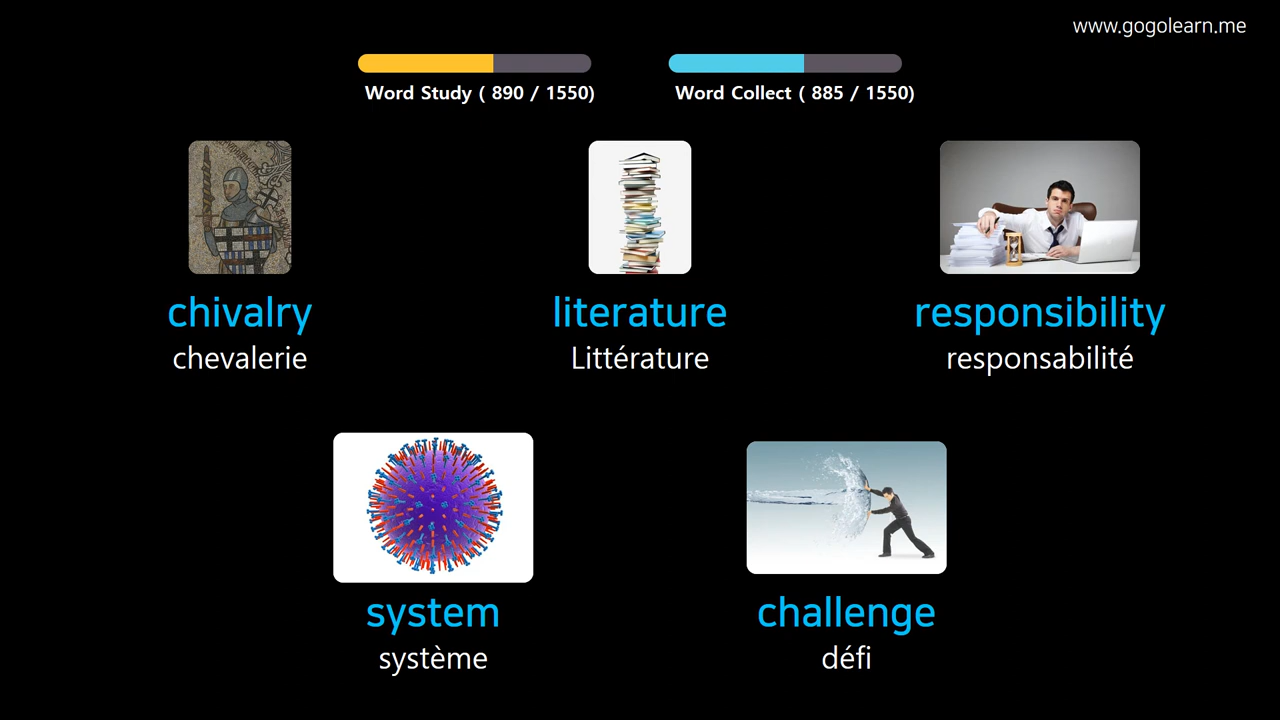 www.gogolearn.me
Word Study ( 890 / 1550)
Word Collect ( 885 / 1550)
chivalry
chevalerie
literature
Littérature
responsibility
responsabilité
system
système
challenge
défi